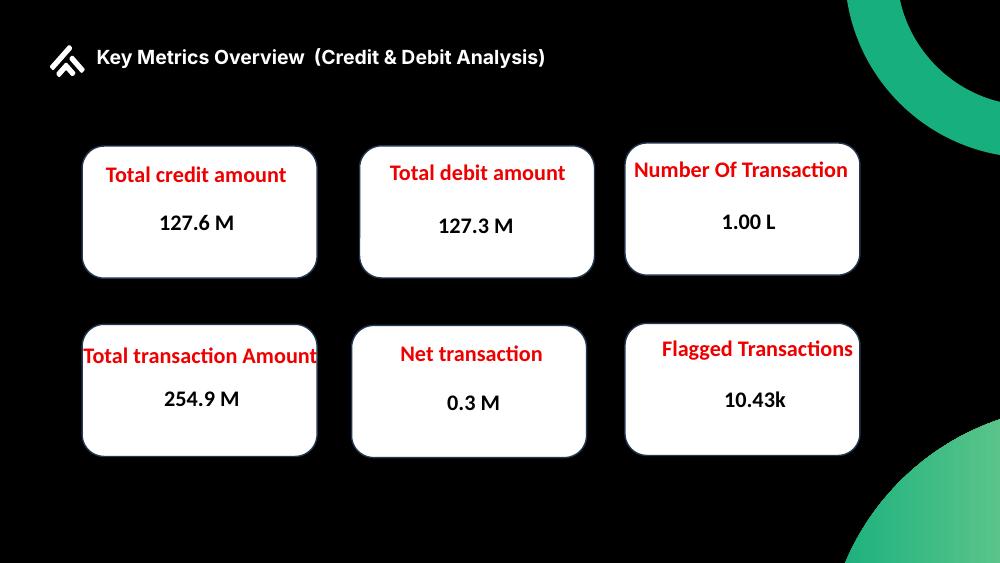 Key Metrics Overview (Credit & Debit Analysis)
Total credit amount
127.6 M
Total debit amount
127.3 M
Number Of Transaction
1.00 L
Total transaction Amount
254.9 M
Net transaction
0.3 M
Flagged Transactions
10.43k